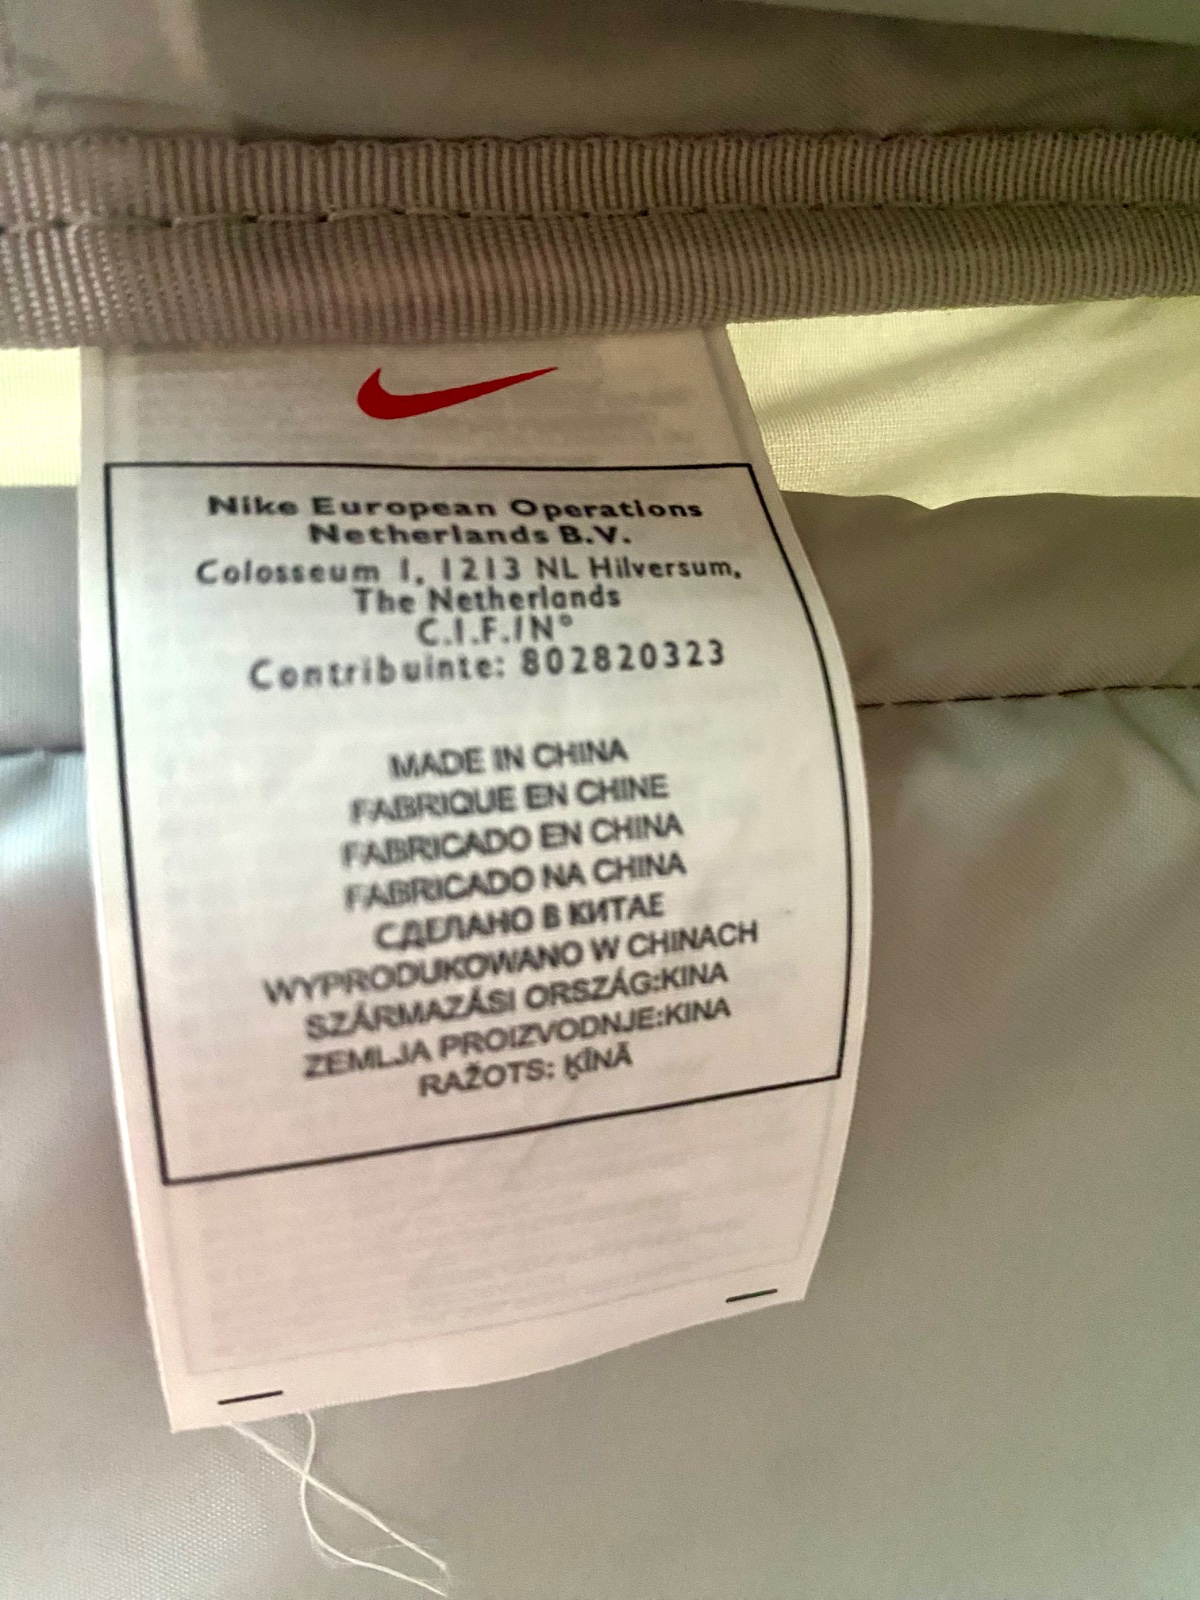 Nike European Operations
Netherlands B.V.
Colosseum 1, 1213 NL Hilversum,
The Netherlands
C.I.F./N°
Contribuinte: 802820323
MADE IN CHINA
FABRIQUE EN CHINE
FABRICADO EN CHINA
FABRICADO NA CHINA
СДЕЛАНО В КИТАЕ
WYPRODUKOWANO W CHINACH
SZÁRMAZÁSI ORSZÁG:KINA
ZEMLJA PROIZVODNJE:KINA
RAŽOTS: ĶĪNĀ